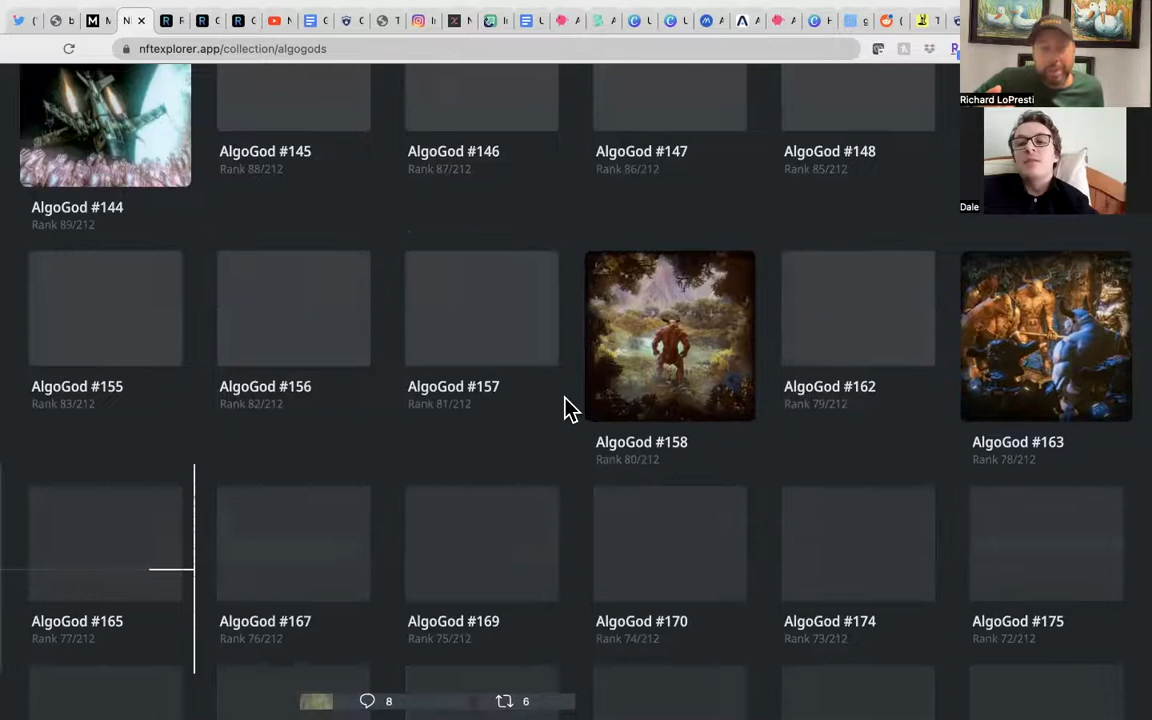 nftexplorer.app/collection/algogods
Richard LoPresti
Dale
AlgoGod #144
Rank 89/212
AlgoGod #145
Rank 88/212
AlgoGod #146
Rank 87/212
AlgoGod #147
Rank 86/212
AlgoGod #148
Rank 85/212
AlgoGod #155
Rank 83/212
AlgoGod #156
Rank 82/212
AlgoGod #157
Rank 81/212
AlgoGod #158
Rank 80/212
AlgoGod #162
Rank 79/212
AlgoGod #163
Rank 78/212
AlgoGod #165
Rank 77/212
AlgoGod #167
Rank 76/212
AlgoGod #169
Rank 75/212
AlgoGod #170
Rank 74/212
AlgoGod #174
Rank 73/212
AlgoGod #175
Rank 72/212
8
6